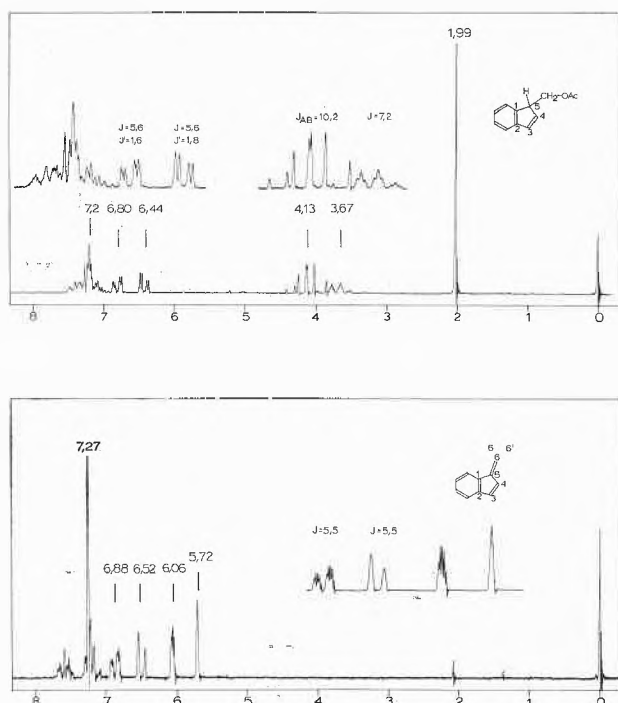 1,99
H
CH₂-OAc
1
5
4
2
3
J=5,6
J'=1,6
J=5,6
J'=1,8
J_AB=10,2
J=7,2
7,2
6,80
6,44
4,13
3,67
8 7 6 5 4 3 2 1 0
7,27
6 6'
6
1
5
4
2
3
J=5,5
J=5,5
6,88
6,52
6,06
5,72
8 7 6 5 4 3 2 1 0